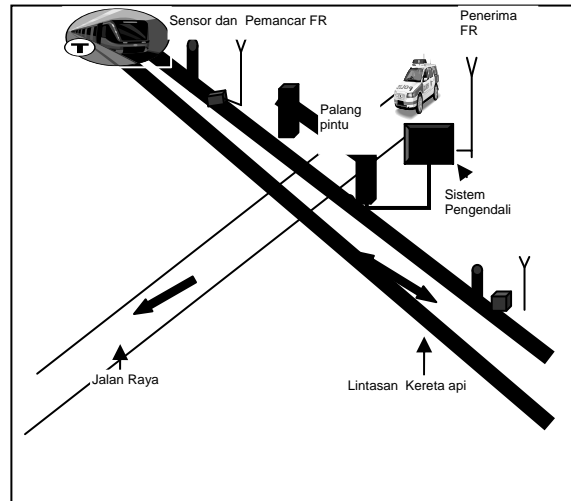 Sensor dan Pemancar FR
Penerima
FR
T
Palang
pintu
Sistem
Pengendali
Jalan Raya
Lintasan Kereta api